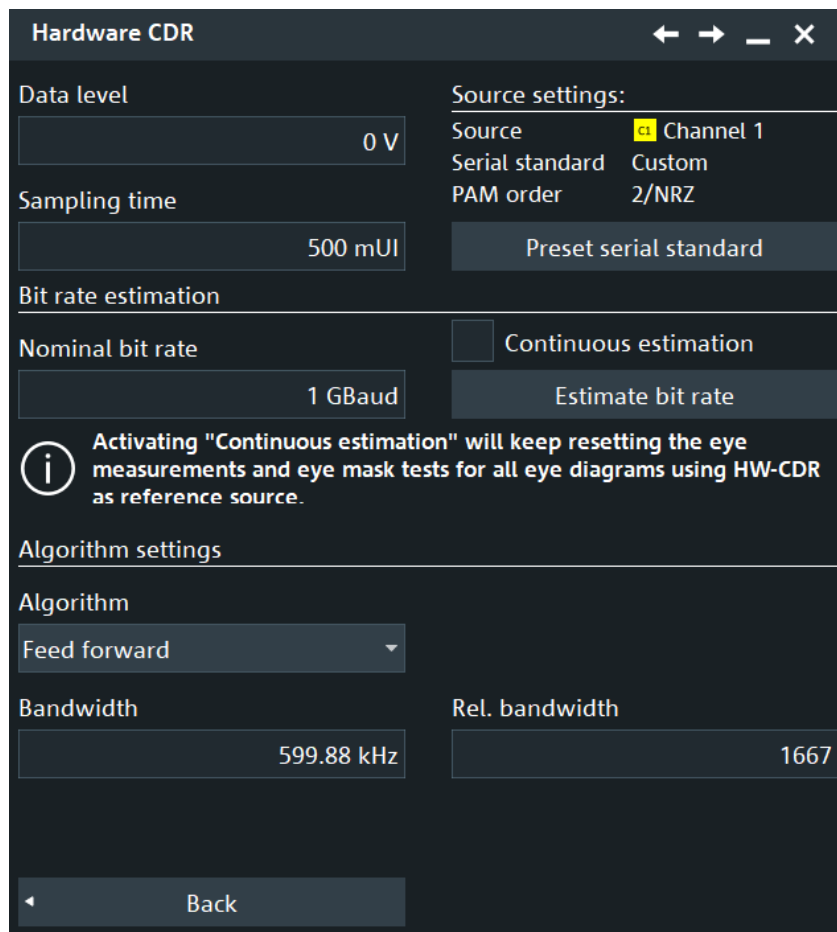 Hardware CDR
Data level
0 V
Sampling time
500 mUI
Source settings:
Source C1 Channel 1
Serial standard Custom
PAM order 2/NRZ
Preset serial standard
Bit rate estimation
Nominal bit rate
1 GBaud
Continuous estimation
Estimate bit rate
i
Activating "Continuous estimation" will keep resetting the eye
measurements and eye mask tests for all eye diagrams using HW-CDR
as reference source.
Algorithm settings
Algorithm
Feed forward
Bandwidth
599.88 kHz
Rel. bandwidth
1667
Back